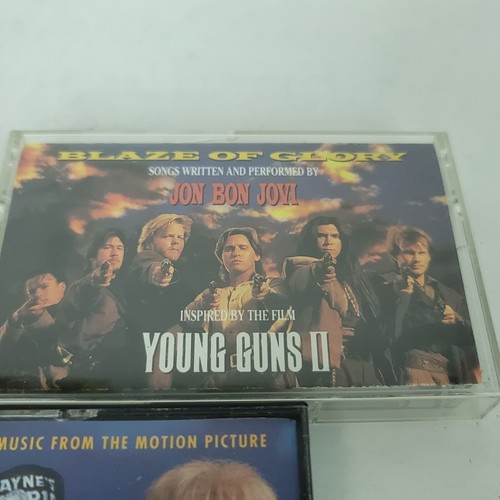 BLAZE OF GLORY
SONGS WRITTEN AND PERFORMED BY
JON BON JOVI
INSPIRED BY THE FILM
YOUNG GUNS II
MUSIC FROM THE MOTION PICTURE
AYNE'S